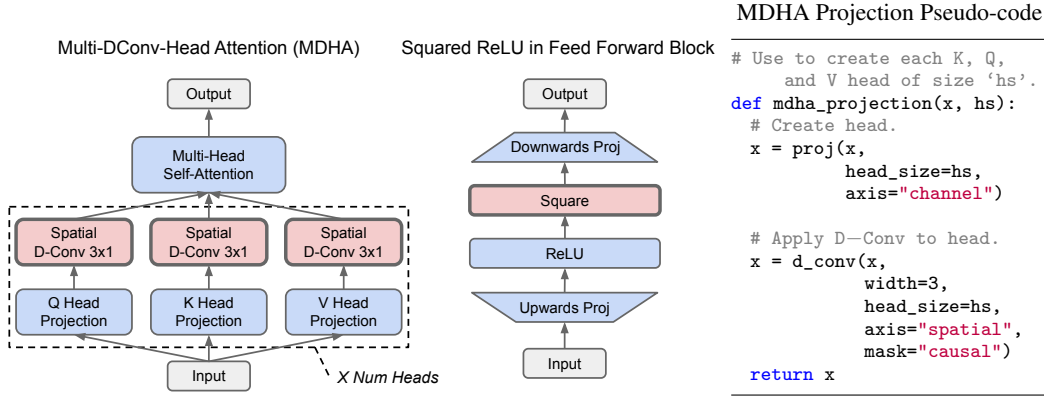 Multi-DConv-Head Attention (MDHA)
Output
Multi-Head
Self-Attention
Spatial
D-Conv 3x1
Spatial
D-Conv 3x1
Spatial
D-Conv 3x1
Q Head
Projection
K Head
Projection
V Head
Projection
Input
X Num Heads
Squared ReLU in Feed Forward Block
Output
Downwards Proj
Square
ReLU
Upwards Proj
Input
MDHA Projection Pseudo-code
# Use to create each K, Q,
and V head of size ‘hs’.
def mdha_projection(x, hs):
# Create head.
x = proj(x,
head_size=hs,
axis="channel")
# Apply D−Conv to head.
x = d_conv(x,
width=3,
head_size=hs,
axis="spatial",
mask="causal")
return x